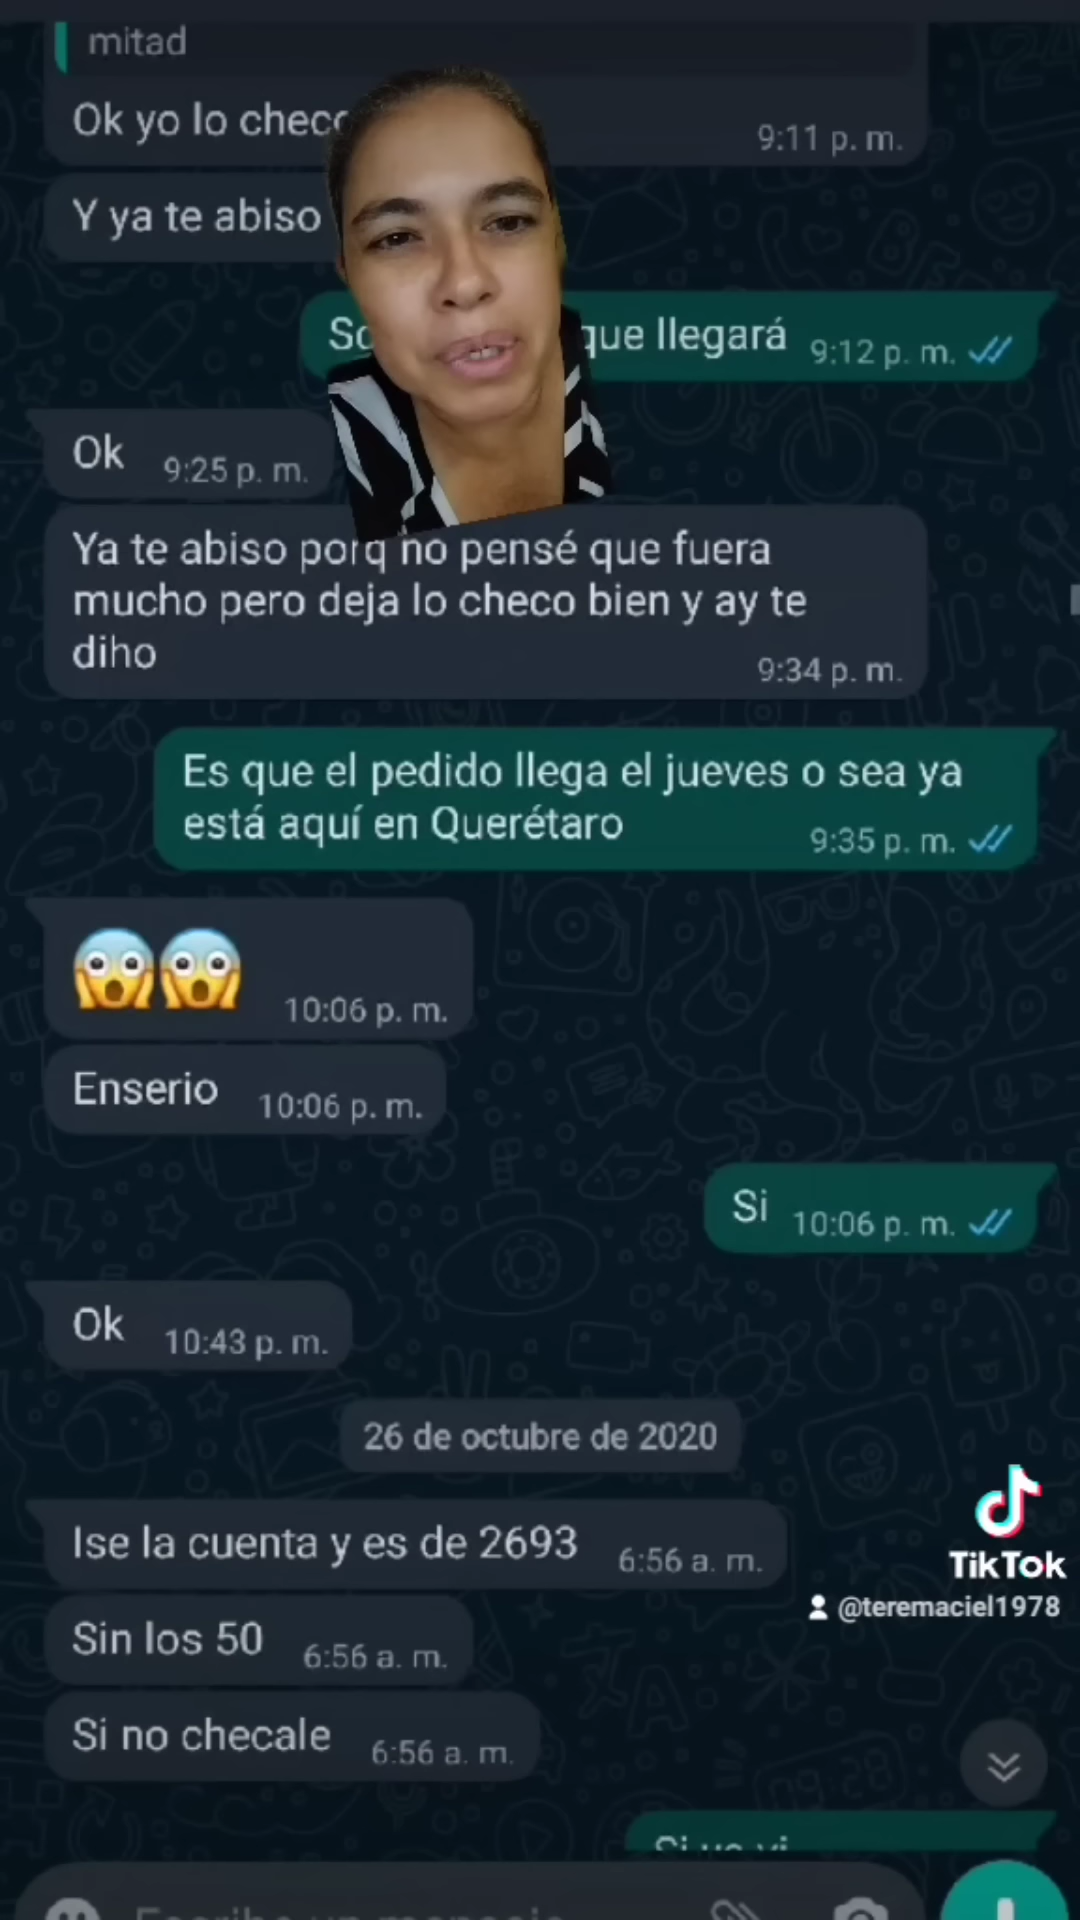 mitad
Ok yo lo checo
9:11 p. m.
Y ya te abiso
que llegará
9:12 p. m.
Ok
9:25 p. m.
Ya te abiso porq no pensé que fuera
mucho pero deja lo checo bien y ay te
diho
9:34 p. m.
Es que el pedido llega el jueves o sea ya
está aquí en Querétaro
9:35 p. m.
10:06 p. m.
Enserio
10:06 p. m.
Si
10:06 p. m.
Ok
10:43 p. m.
26 de octubre de 2020
Ise la cuenta y es de 2693
6:56 a. m.
TikTok
@teremaciel1978
Sin los 50
6:56 a. m.
Si no checale
6:56 a. m.